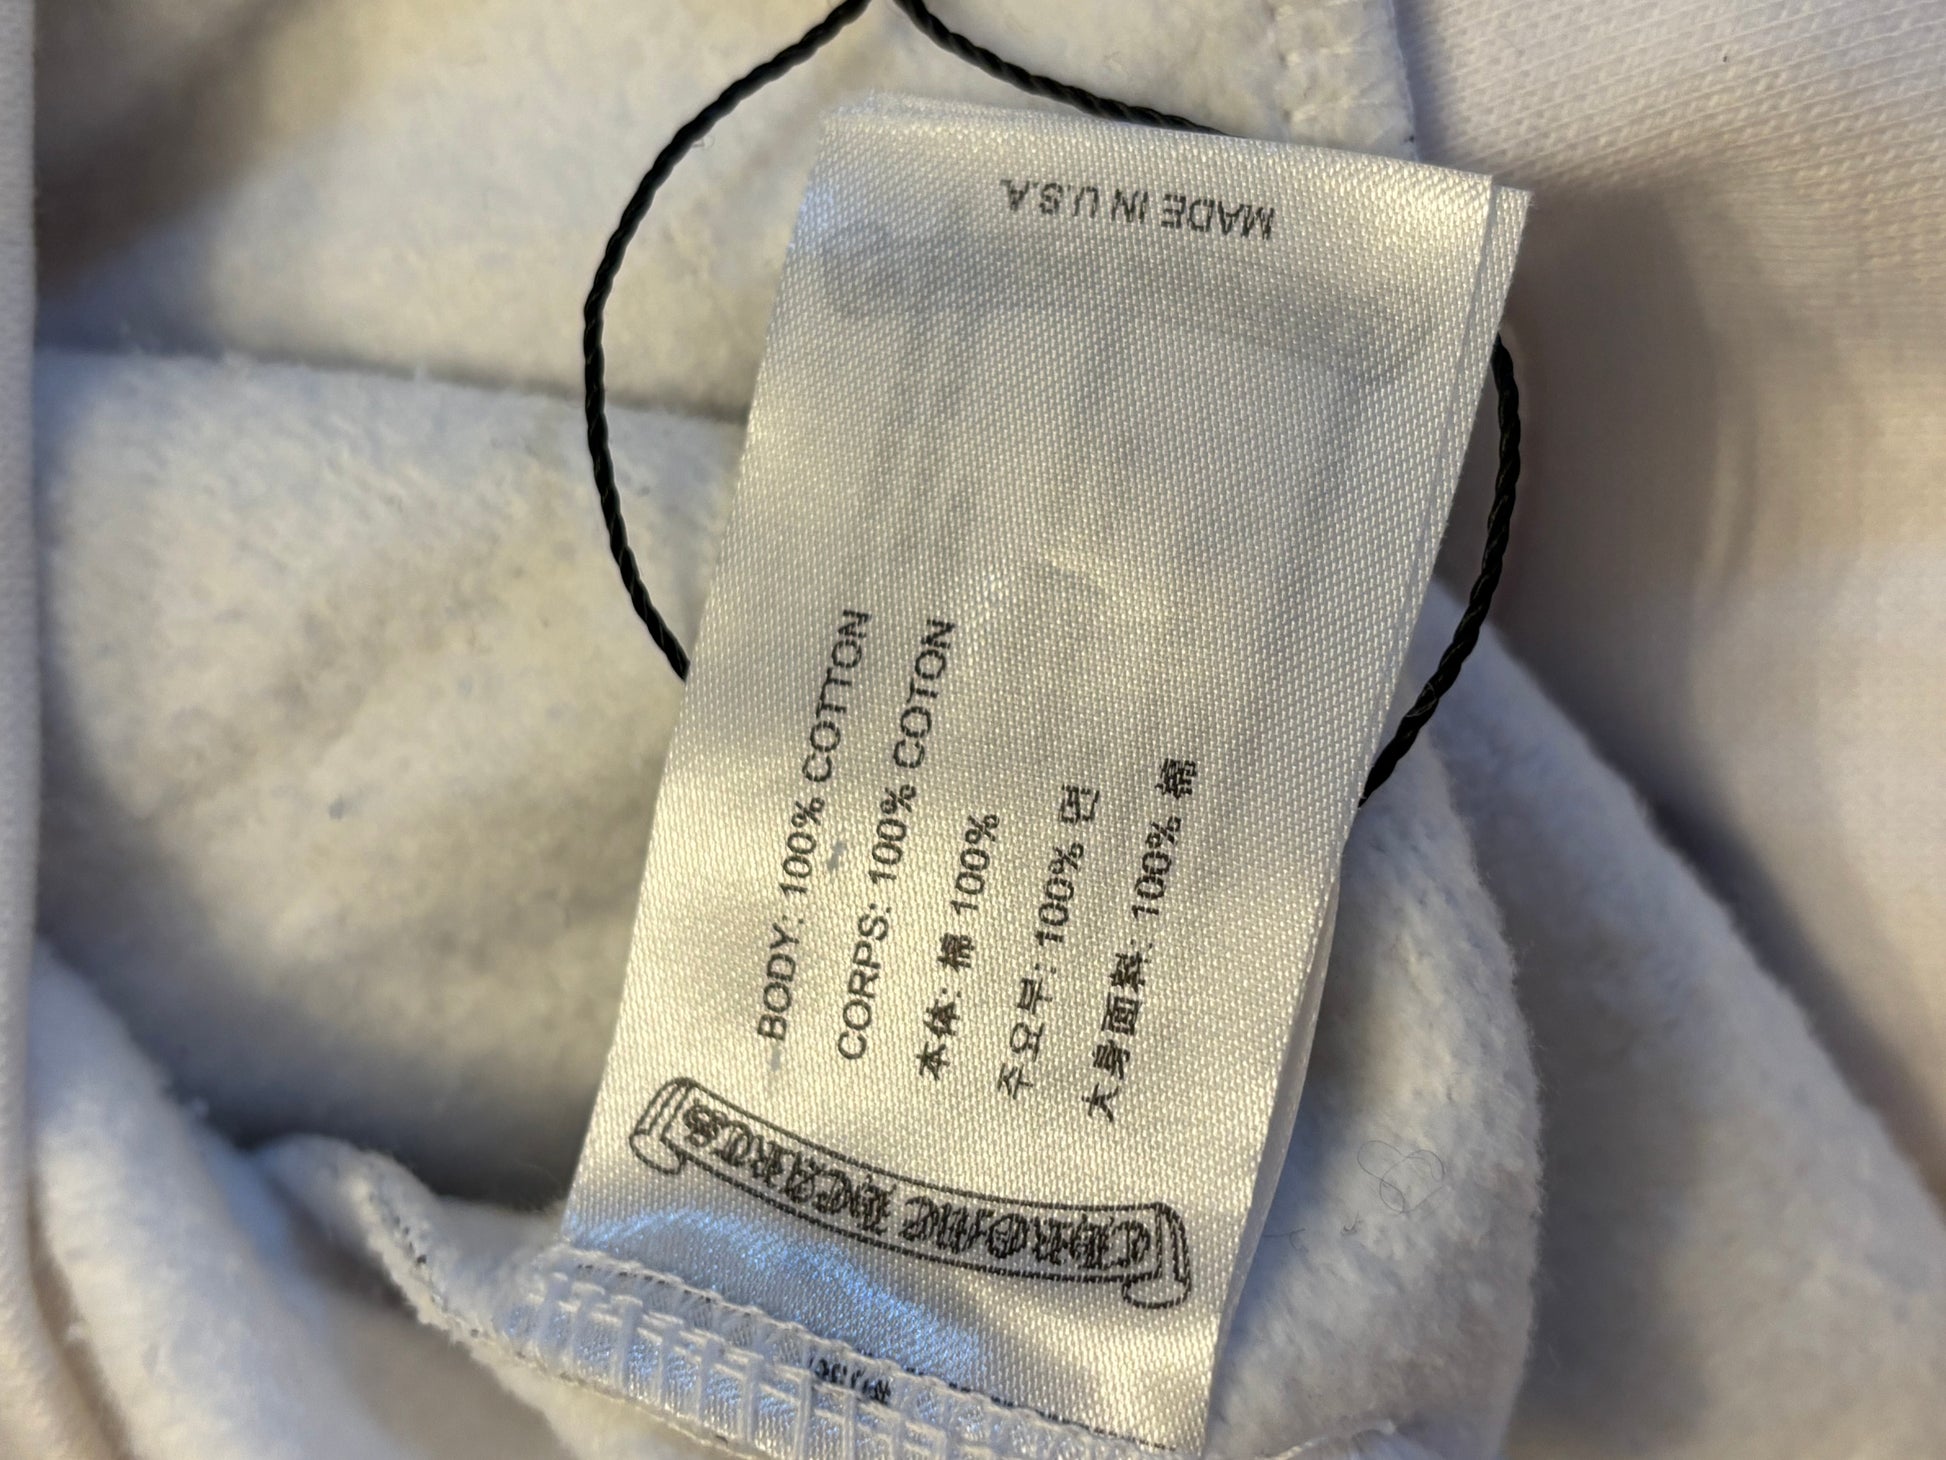 CHROME HEARTS
BODY: 100% COTTON
CORPS: 100% COTON
本体: 棉 100%
주요부: 100% 면
大身面料: 100% 棉
MADE IN U.S.A.